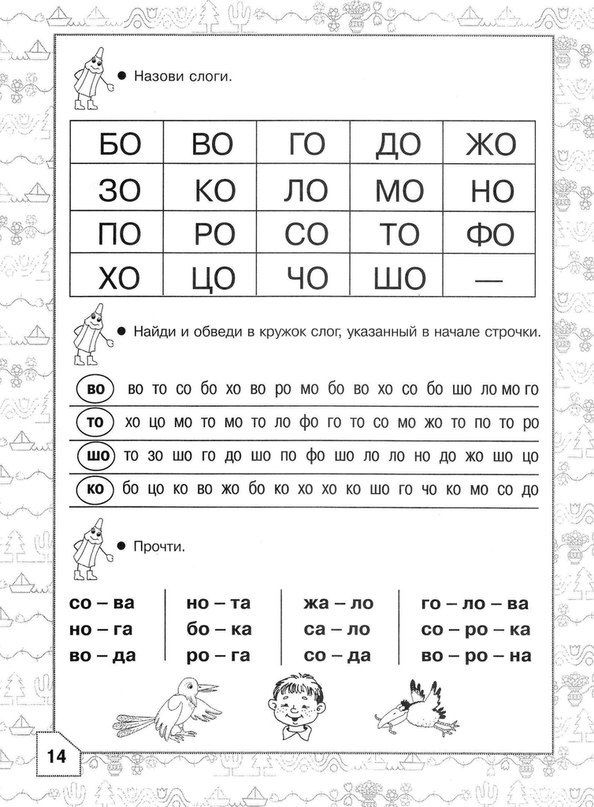 Назови слоги.
БО ВО ГО ДО ЖО
ЗО КО ЛО МО НО
ПО РО СО ТО ФО
ХО ЦО ЧО ШО —
Найди и обведи в кружок слог, указанный в начале строчки.
во во то со бо хо во ро мо бо во хо со бо шо ло мо го
то хо цо мо то мо то ло фо го то со мо жо то по то ро
шо то зо шо го до шо по фо шо ло ло но до жо шо цо
ко бо цо ко во жо бо ко хо хо ко шо го чо ко мо со до
Прочти.
со – ва но – та жа – ло го – ло – ва
но – га бо – ка са – ло со – ро – ка
во – да ро – га со – да во – ро – на
14